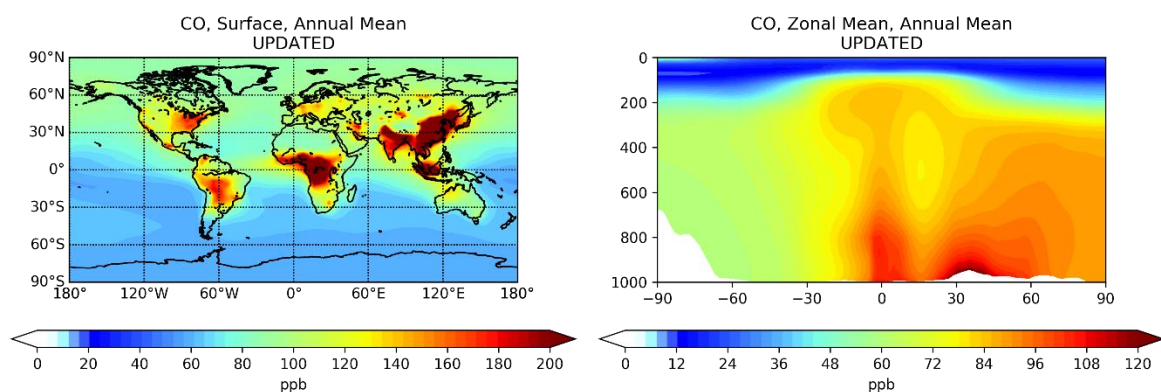 CO, Surface, Annual Mean
UPDATED
90°N
60°N
30°N
0°
30°S
60°S
90°S
180°
120°W
60°W
0°
60°E
120°E
180°
0
20
40
60
80
100
120
140
160
180
200
ppb
CO, Zonal Mean, Annual Mean
UPDATED
0
200
400
600
800
1000
−90
−60
−30
0
30
60
90
0
12
24
36
48
60
72
84
96
108
120
ppb